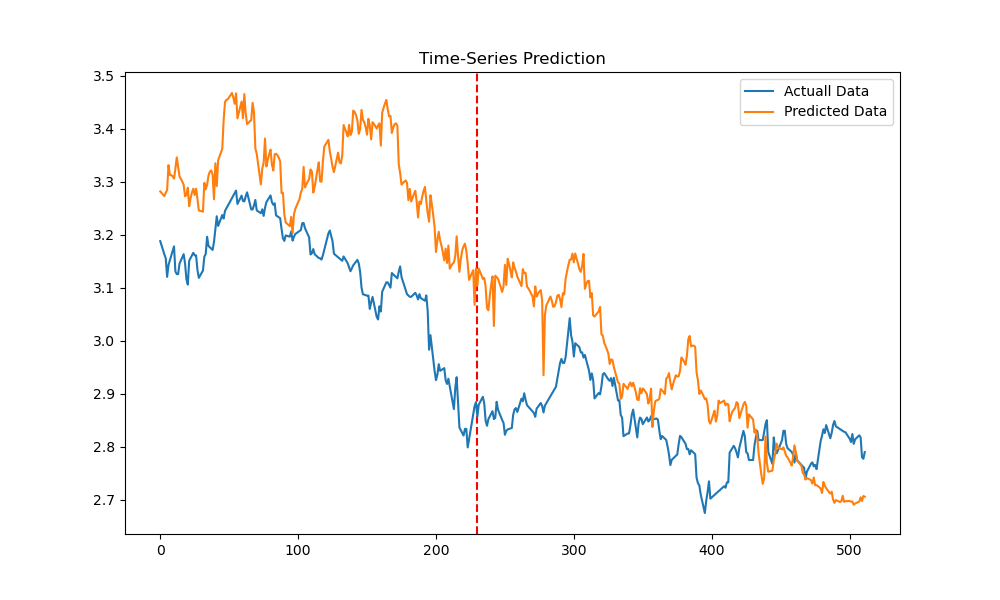 Time-Series Prediction
3.5
3.4
3.3
3.2
3.1
3.0
2.9
2.8
2.7
0 100 200 300 400 500
Actuall Data
Predicted Data